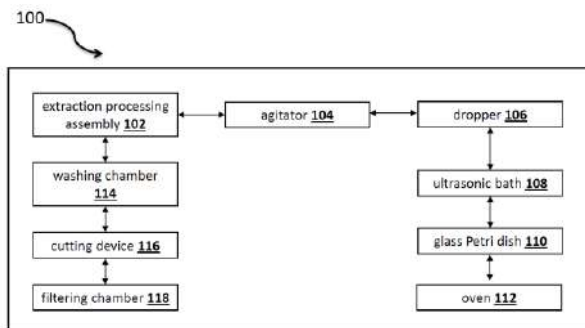 100
extraction processing
assembly 102
agitator 104
dropper 106
washing chamber
114
ultrasonic bath 108
cutting device 116
glass Petri dish 110
filtering chamber 118
oven 112